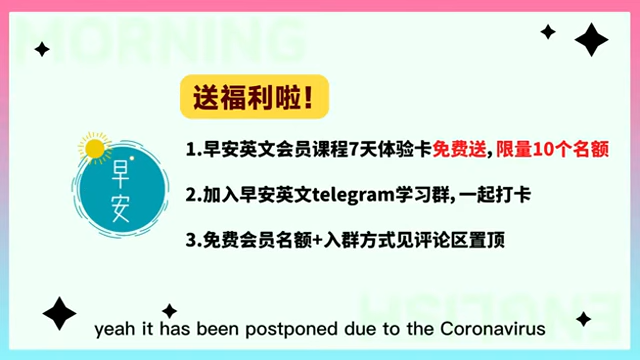 MORNING
送福利啦!
1.早安英文会员课程7天体验卡免费送,限量10个名额
早安
2.加入早安英文telegram学习群,一起打卡
3.免费会员名额+入群方式见评论区置顶
ENGLISH
yeah it has been postponed due to the Coronavirus